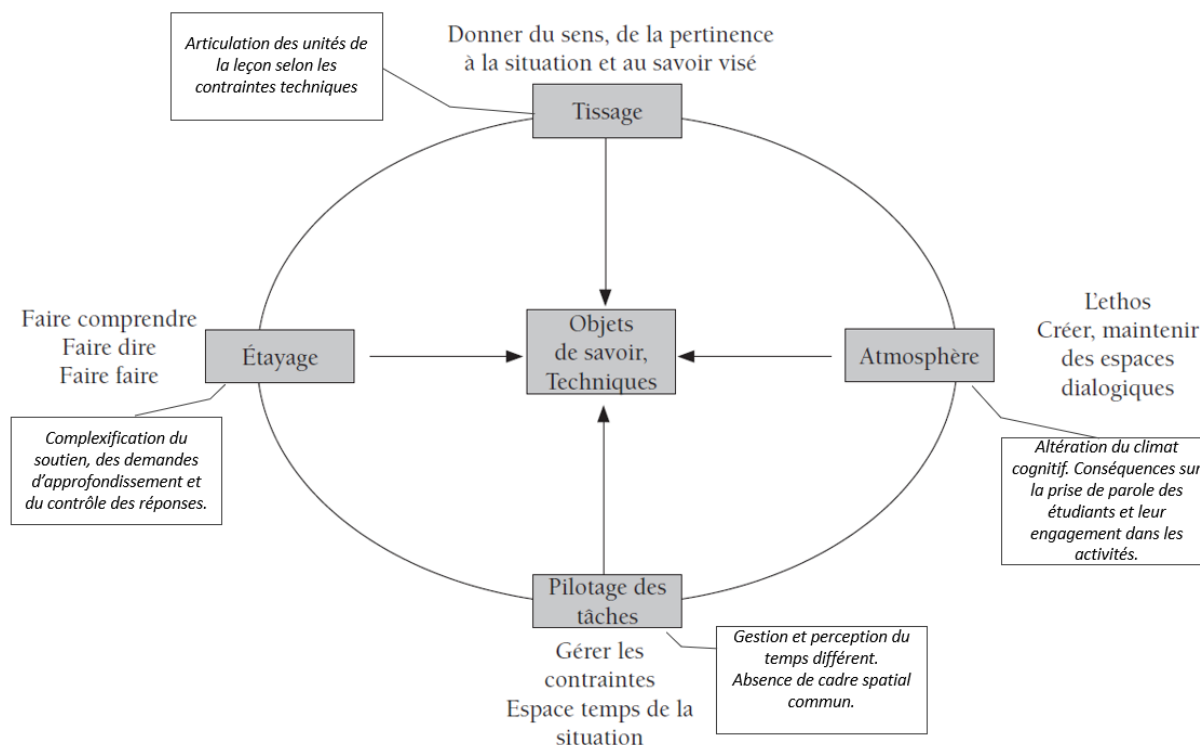 Articulation des unités de
la leçon selon les
contraintes techniques
Donner du sens, de la pertinence
à la situation et au savoir visé
Tissage
Faire comprendre
Faire dire
Faire faire
Étayage
Objets
de savoir,
Techniques
Atmosphère
L'ethos
Créer, maintenir
des espaces
dialogiques
Complexification du
soutien, des demandes
d'approfondissement et
du contrôle des réponses.
Altération du climat
cognitif. Conséquences sur
la prise de parole des
étudiants et leur
engagement dans les
activités.
Pilotage des
tâches
Gérer les
contraintes
Espace temps de la
situation
Gestion et perception du
temps différent.
Absence de cadre spatial
commun.